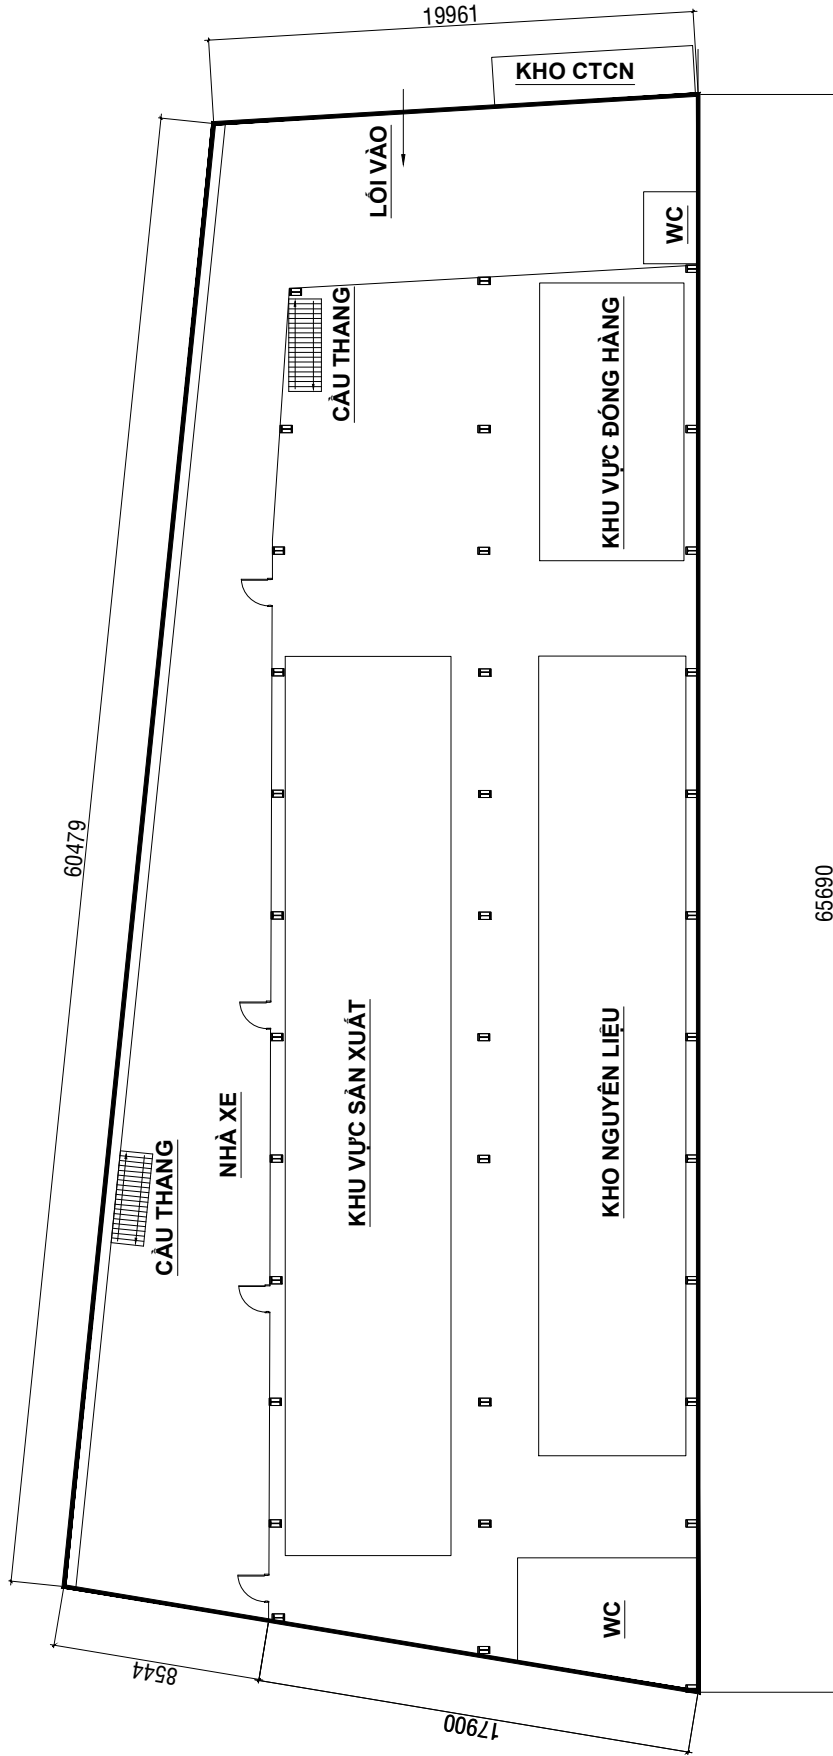 19961
KHO CTCN
LỐI VÀO
WC
CẦU THANG
KHU VỰC ĐÓNG HÀNG
60479
65690
KHU VỰC SẢN XUẤT
KHO NGUYÊN LIỆU
NHÀ XE
CẦU THANG
WC
8544
17900